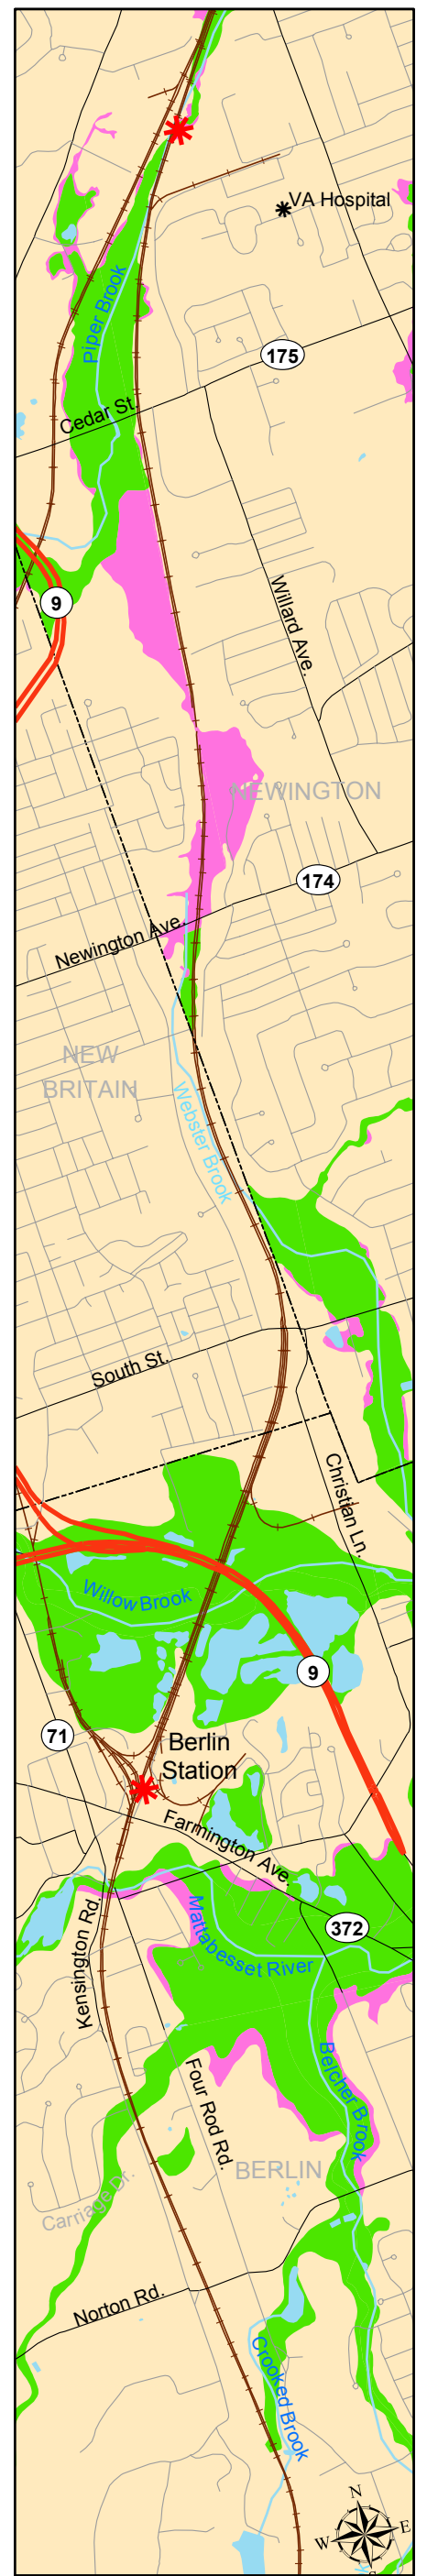 VA Hospital
Piper Brook
175
Cedar St.
9
Willard Ave.
NEWINGTON
174
Newington Ave.
NEW
BRITAIN
Webster Brook
South St.
Christian Ln.
Willow Brook
9
71
Berlin
Station
Farmington Ave.
372
Mattabesset River
Kensington Rd.
Belcher Brook
Four Rod Rd.
BERLIN
Carriage Dr.
Norton Rd.
Crooked Brook
N
W
E
S